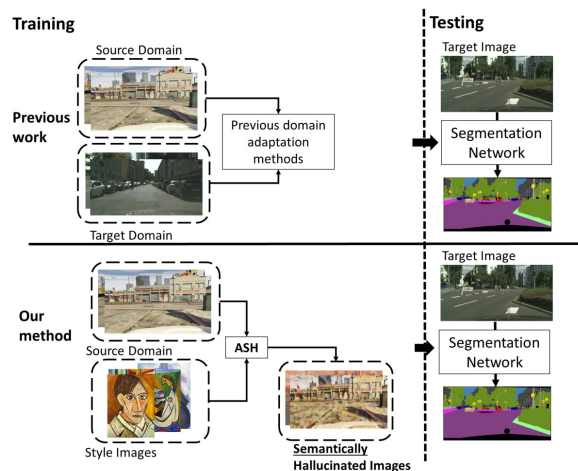 Training
Testing
Source Domain
Target Image
Previous
work
Previous domain
adaptation
methods
Segmentation
Network
Target Domain
Target Image
Our
method
Source Domain
ASH
Segmentation
Network
Style Images
Semantically
Hallucinated Images